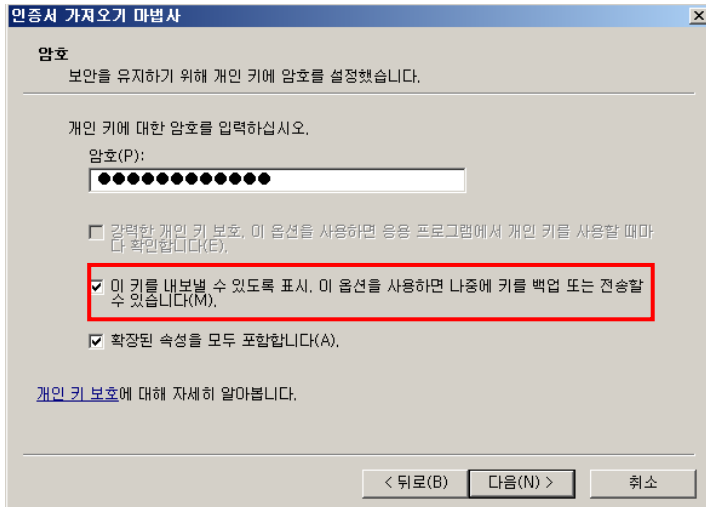 인증서 가져오기 마법사
암호
보안을 유지하기 위해 개인 키에 암호를 설정했습니다.
개인 키에 대한 암호를 입력하십시오.
암호(P):
●●●●●●●●●●●●
강력한 개인 키 보호. 이 옵션을 사용하면 응용 프로그램에서 개인 키를 사용할 때마
다 확인합니다(E).
이 키를 내보낼 수 있도록 표시. 이 옵션을 사용하면 나중에 키를 백업 또는 전송할
수 있습니다(M).
확장된 속성을 모두 포함합니다(A).
개인 키 보호에 대해 자세히 알아봅니다.
< 뒤로(B) 다음(N) > 취소